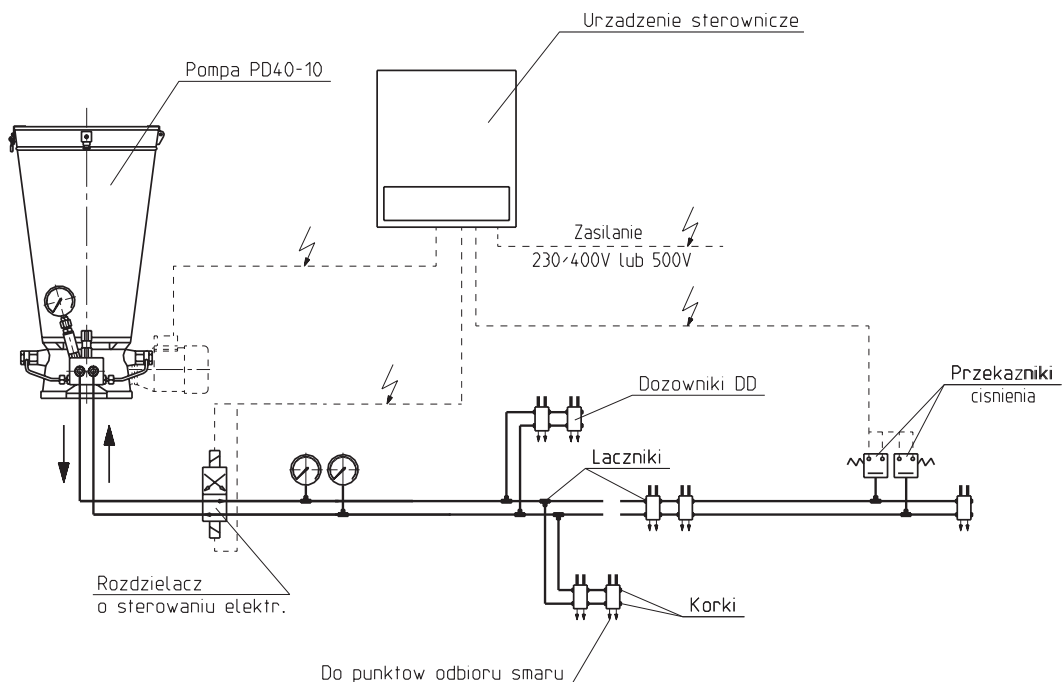 Urzadzenie sterownicze
Pompa PD40-10
Zasilanie
230/400V lub 500V
Dozowniki DD
Przekazniki
cisnienia
Laczniki
Rozdzielacz
o sterowaniu elektr.
Korki
Do punktow odbioru smaru